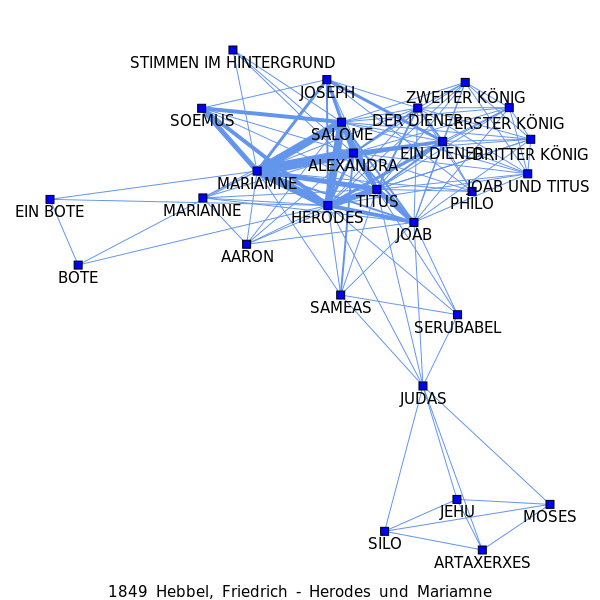 STIMMEN IM HINTERGRUND
JOSEPH
ZWEITER KÖNIG
SOEMUS
DER DIENER
ERSTER KÖNIG
SALOME
EIN DIENER
DRITTER KÖNIG
ALEXANDRA
MARIAMNE
JOAB UND TITUS
TITUS
PHILO
EIN BOTE
MARIANNE
HERODES
JOAB
AARON
BOTE
SAMEAS
SERUBABEL
JUDAS
JEHU
MOSES
SILO
ARTAXERXES
1849 Hebbel, Friedrich - Herodes und Mariamne